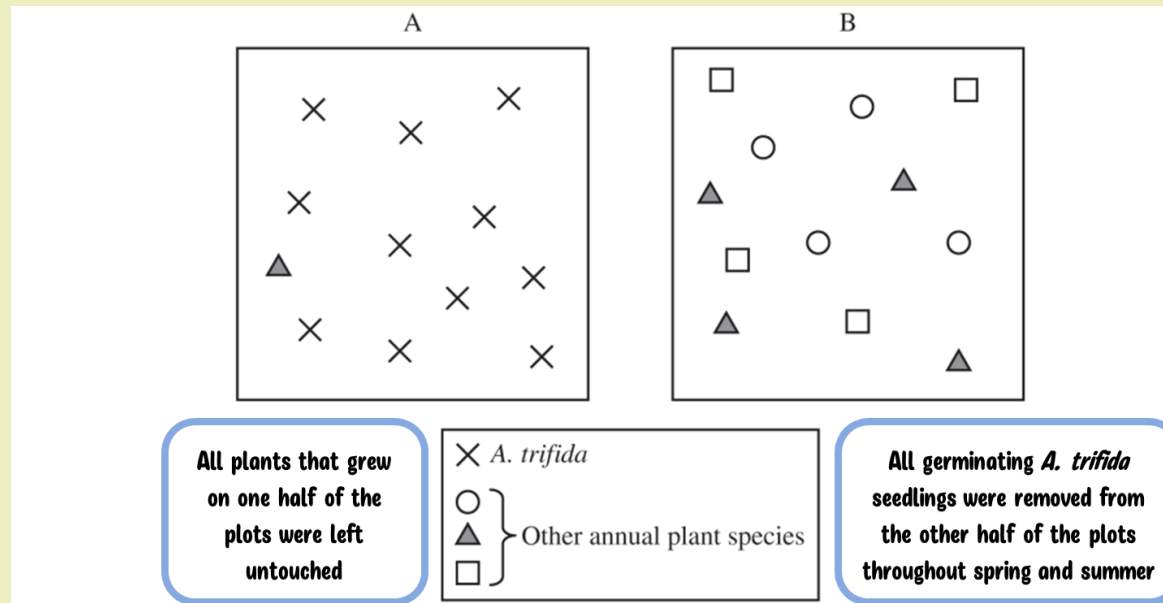 A
B
All plants that grew
on one half of the
plots were left
untouched
A. trifida
Other annual plant species
All germinating A. trifida
seedlings were removed from
the other half of the plots
throughout spring and summer